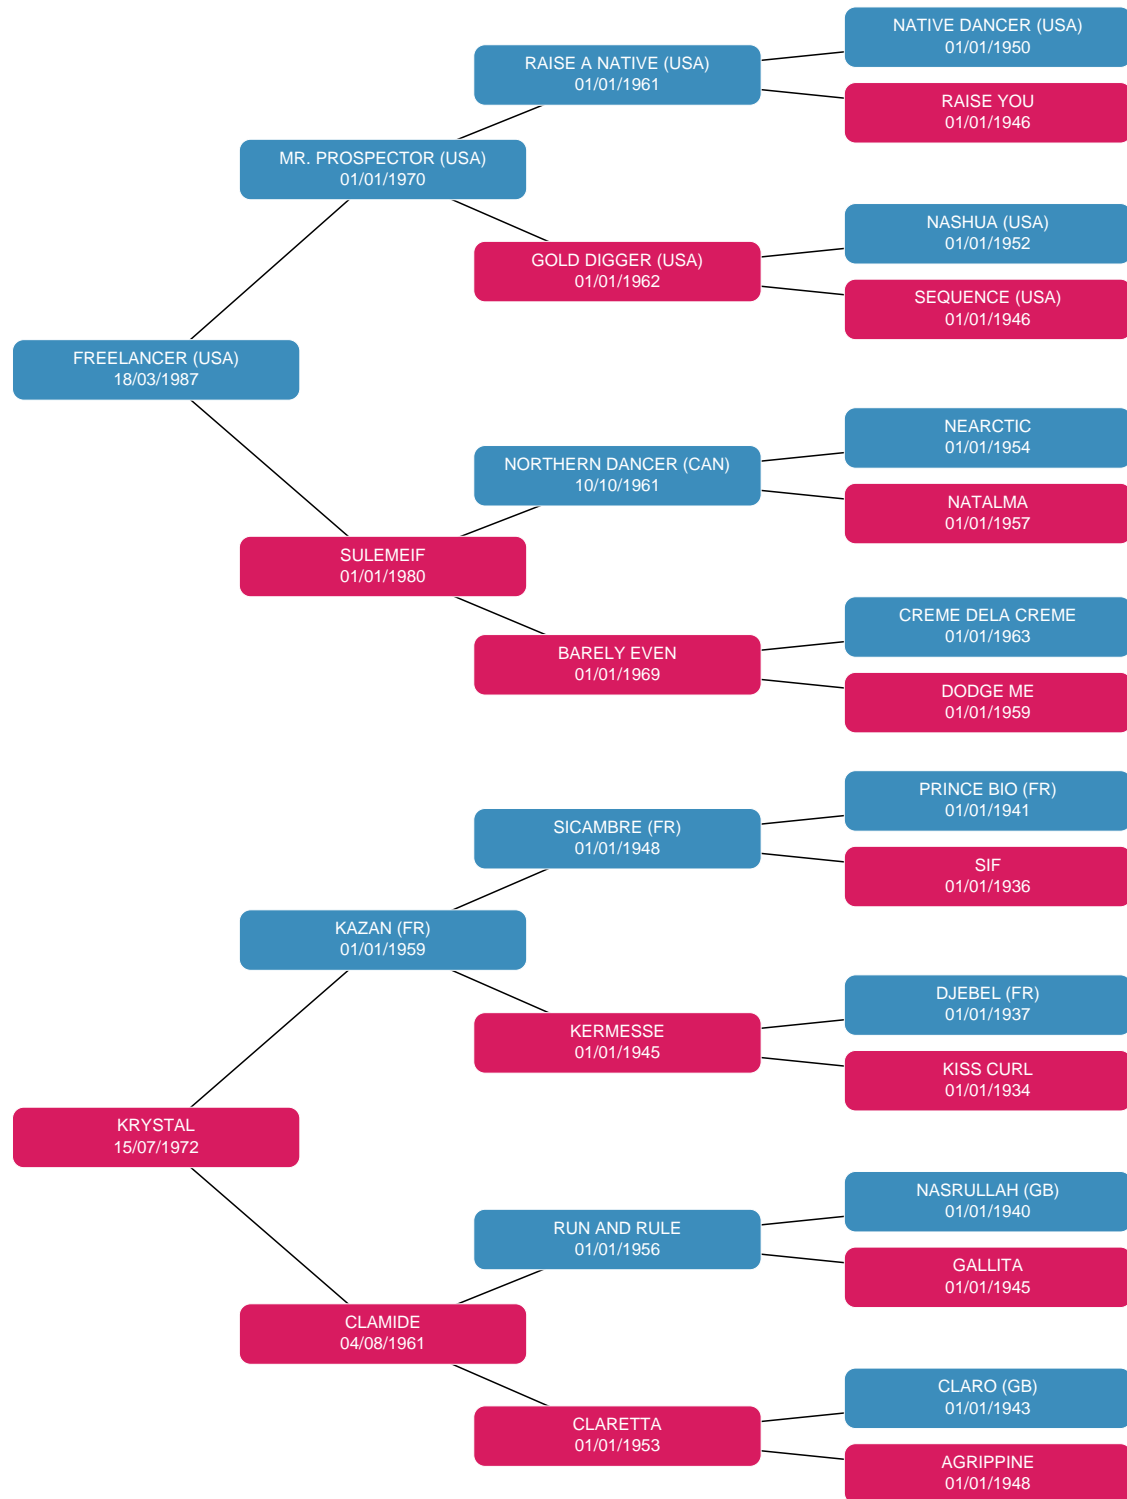 NATIVE DANCER (USA)
01/01/1950
RAISE A NATIVE (USA)
01/01/1961
RAISE YOU
01/01/1946
MR. PROSPECTOR (USA)
01/01/1970
NASHUA (USA)
01/01/1952
GOLD DIGGER (USA)
01/01/1962
SEQUENCE (USA)
01/01/1946
FREELANCER (USA)
18/03/1987
NEARCTIC
01/01/1954
NORTHERN DANCER (CAN)
10/10/1961
NATALMA
01/01/1957
SULEMEIF
01/01/1980
CREME DELA CREME
01/01/1963
BARELY EVEN
01/01/1969
DODGE ME
01/01/1959
PRINCE BIO (FR)
01/01/1941
SICAMBRE (FR)
01/01/1948
SIF
01/01/1936
KAZAN (FR)
01/01/1959
DJEBEL (FR)
01/01/1937
KERMESSE
01/01/1945
KISS CURL
01/01/1934
KRYSTAL
15/07/1972
NASRULLAH (GB)
01/01/1940
RUN AND RULE
01/01/1956
GALLITA
01/01/1945
CLAMIDE
04/08/1961
CLARO (GB)
01/01/1943
CLARETTA
01/01/1953
AGRIPPINE
01/01/1948